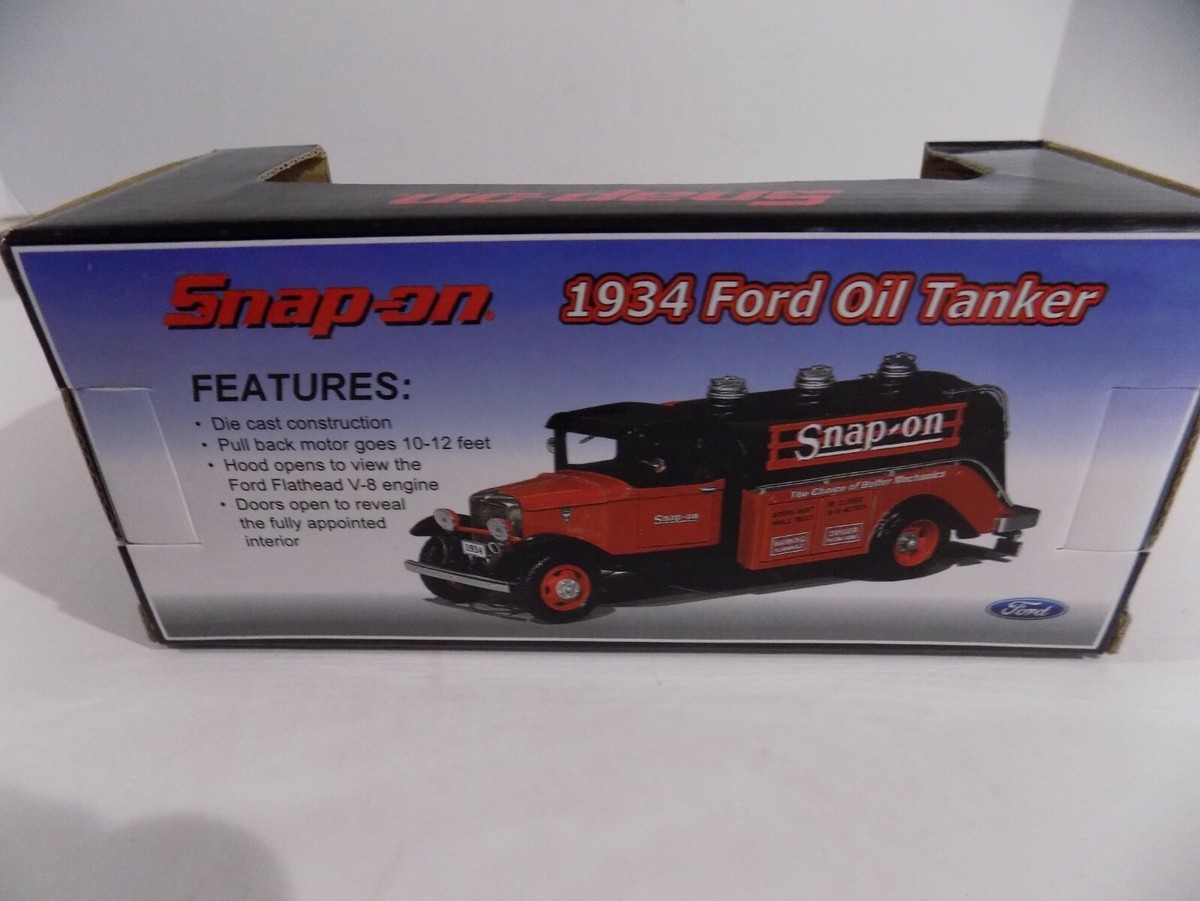 Snap-on
Snap-on®
1934 Ford Oil Tanker
FEATURES:
• Die cast construction
• Pull back motor goes 10-12 feet
• Hood opens to view the
Ford Flathead V-8 engine
• Doors open to reveal
the fully appointed
interior
Snap-on
The Choice of Better Mechanics
Snap-on
1934
WARNING
DANGER
Ford